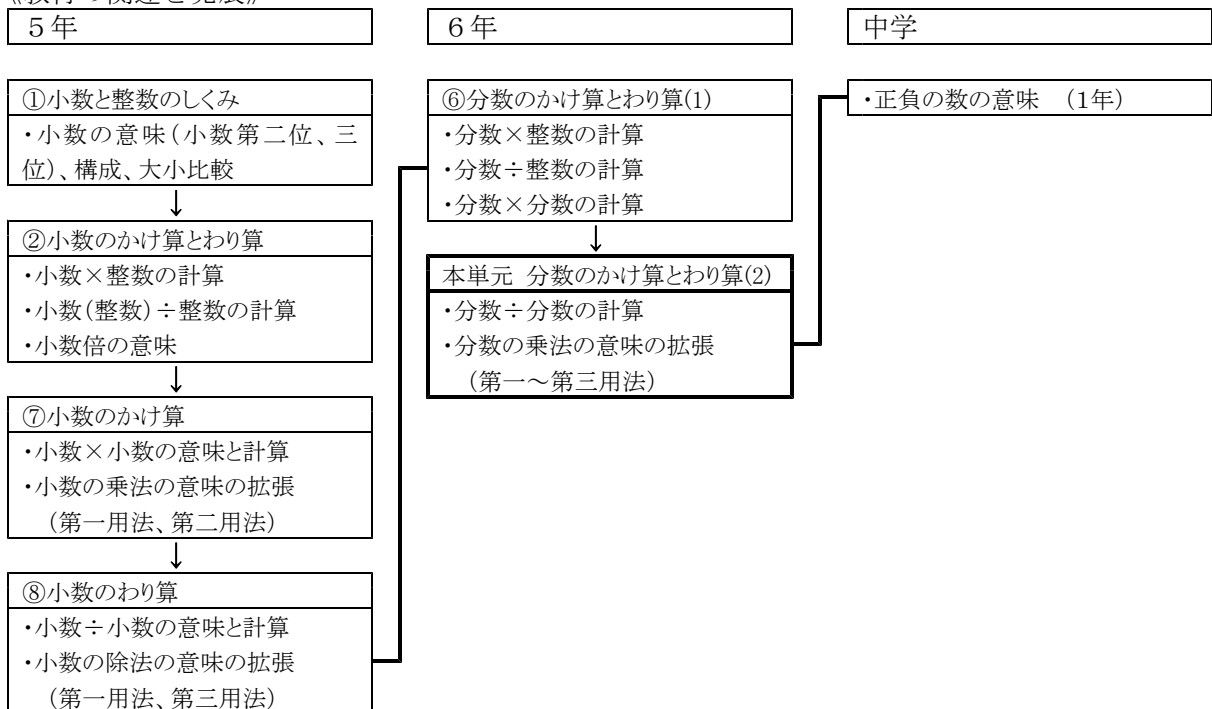 《教材の関連と発展》
5年
6年
中学
①小数と整数のしくみ
・小数の意味(小数第二位、三
位)、構成、大小比較
↓
②小数のかけ算とわり算
・小数×整数の計算
・小数(整数)÷整数の計算
・小数倍の意味
↓
⑦小数のかけ算
・小数×小数の意味と計算
・小数の乗法の意味の拡張
(第一用法、第二用法)
↓
⑧小数のわり算
・小数÷小数の意味と計算
・小数の除法の意味の拡張
(第一用法、第三用法)
⑥分数のかけ算とわり算(1)
・分数×整数の計算
・分数÷整数の計算
・分数×分数の計算
↓
本単元 分数のかけ算とわり算(2)
・分数÷分数の計算
・分数の乗法の意味の拡張
(第一~第三用法)
・正負の数の意味 (1年)